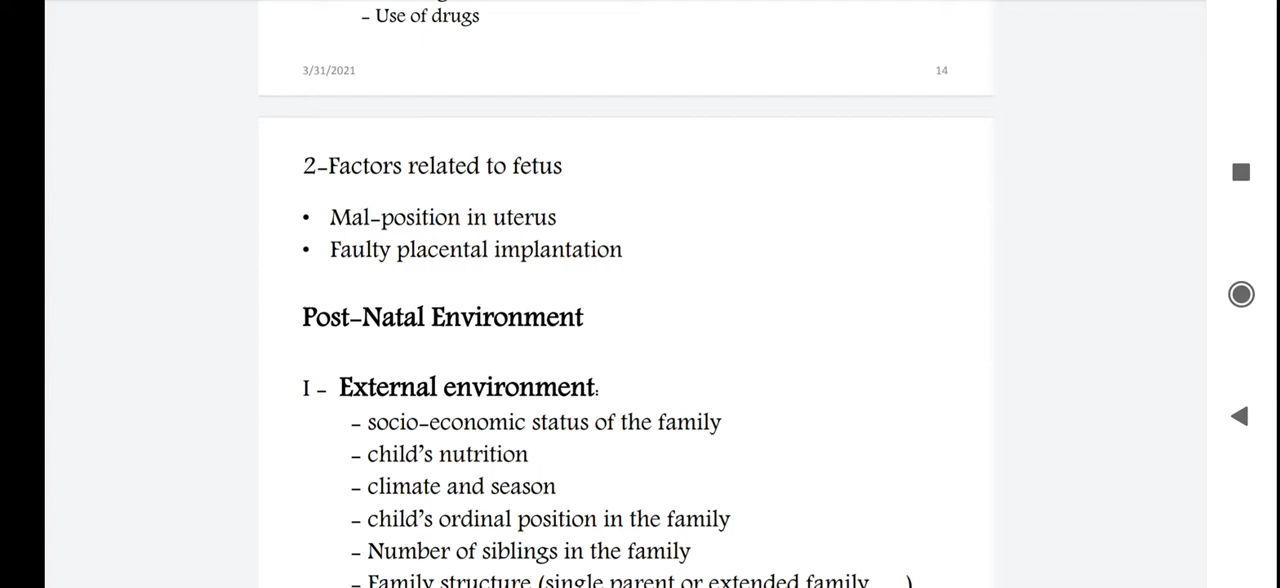 - Use of drugs
3/31/2021 14
2-Factors related to fetus
• Mal-position in uterus
• Faulty placental implantation
Post-Natal Environment
I - External environment:
- socio-economic status of the family
- child's nutrition
- climate and season
- child's ordinal position in the family
- Number of siblings in the family
- Family structure (single parent or extended family .....)